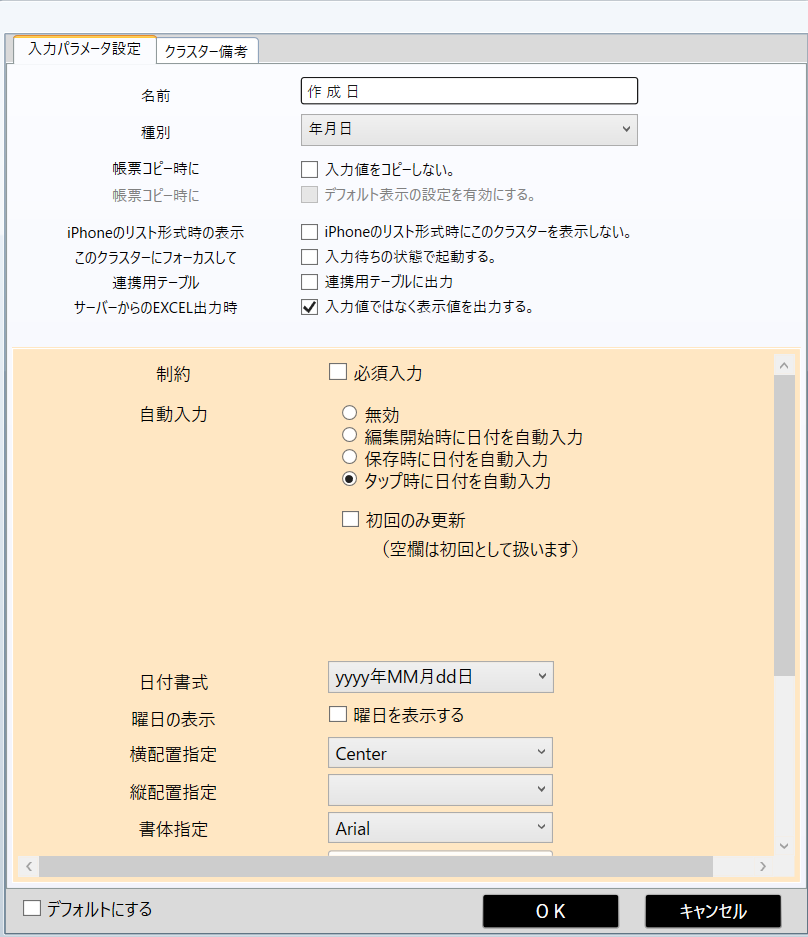 入力パラメータ設定 クラスター備考
名前 作 成 日
種別 年月日
帳票コピー時に 入力値をコピーしない。
帳票コピー時に デフォルト表示の設定を有効にする。
iPhoneのリスト形式時の表示 iPhoneのリスト形式時にこのクラスターを表示しない。
このクラスターにフォーカスして 入力待ちの状態で起動する。
連携用テーブル 連携用テーブルに出力
サーバーからのEXCEL出力時 入力値ではなく表示値を出力する。
制約 必須入力
自動入力 無効
編集開始時に日付を自動入力
保存時に日付を自動入力
タップ時に日付を自動入力
初回のみ更新
（空欄は初回として扱います）
日付書式 yyyy年MM月dd日
曜日の表示 曜日を表示する
横配置指定 Center
縦配置指定
書体指定 Arial
デフォルトにする OK キャンセル